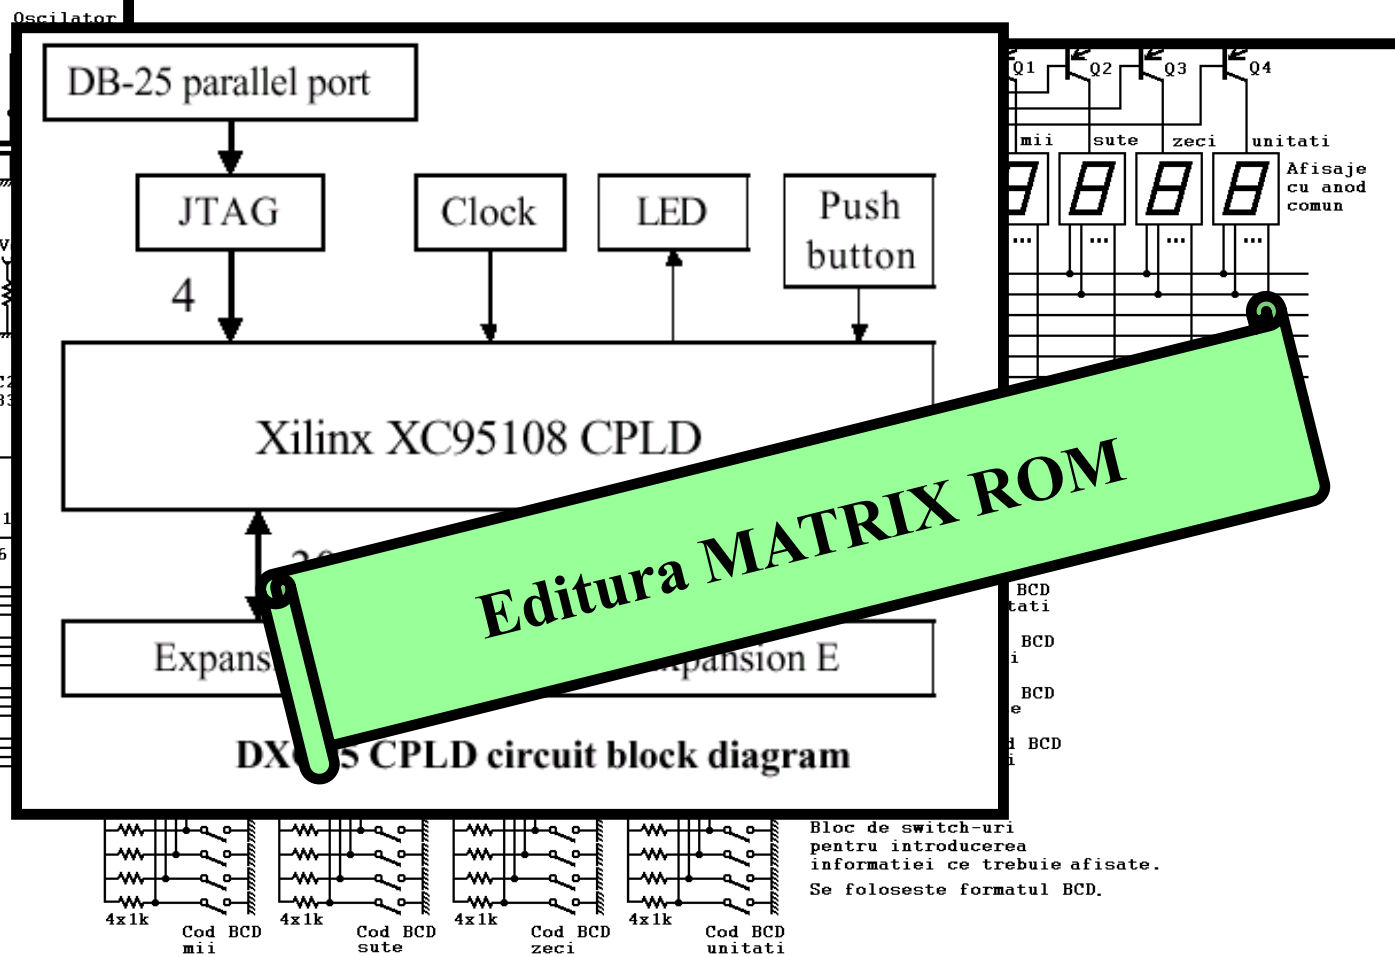 Oscilator
DB-25 parallel port
JTAG
Clock
LED
Push
button
4
Xilinx XC95108 CPLD
Expansion E
CPLD circuit block diagram
Editura MATRIX ROM
Q1 Q2 Q3 Q4
mii sute zeci unitati
Afisaje
cu anod
comun
BCD
BCD
BCD
BCD
Bloc de switch-uri
pentru introducerea
informatiei ce trebuie afisate.
Se foloseste formatul BCD.
4x1k 4x1k 4x1k 4x1k
Cod BCD Cod BCD Cod BCD Cod BCD
mii sute zeci unitati